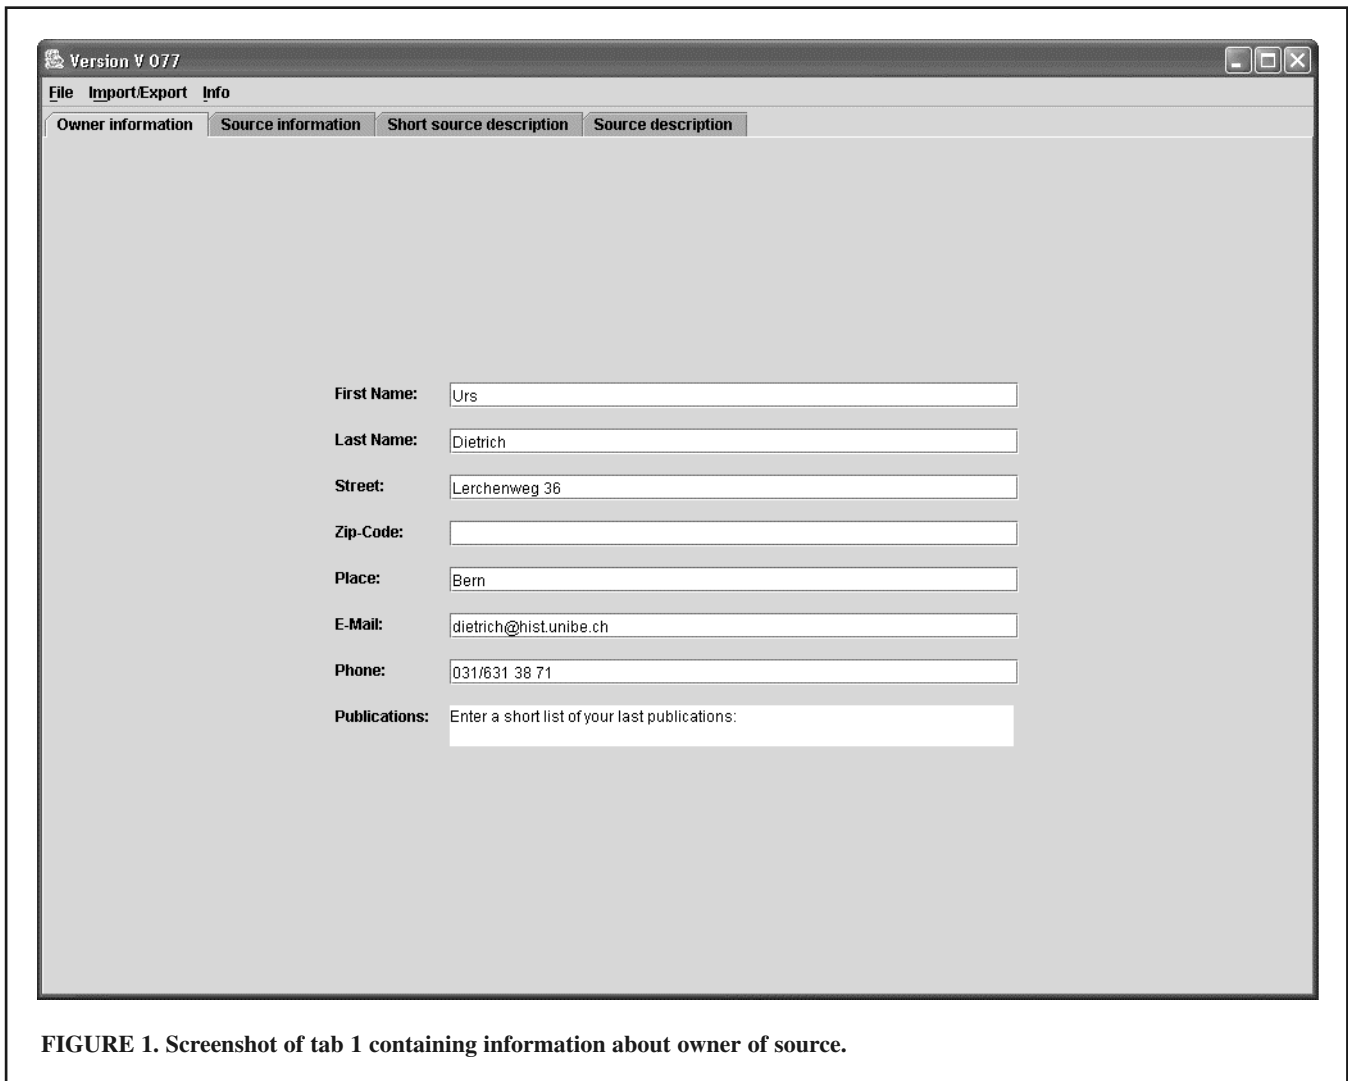 Version V 077
File Import/Export Info
Owner information Source information Short source description Source description
First Name: Urs
Last Name: Dietrich
Street: Lerchenweg 36
Zip-Code:
Place: Bern
E-Mail: dietrich@hist.unibe.ch
Phone: 031/631 38 71
Publications: Enter a short list of your last publications:
FIGURE 1. Screenshot of tab 1 containing information about owner of source.